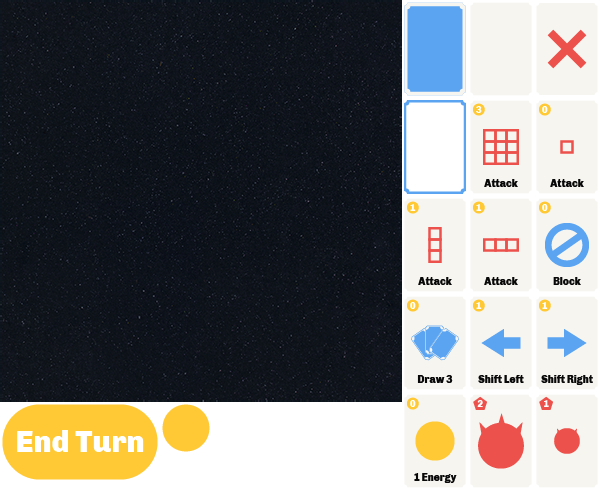 3
Attack
0
Attack
1
Attack
1
Attack
0
Block
0
Draw 3
1
Shift Left
1
Shift Right
End Turn
0
1 Energy
2
1